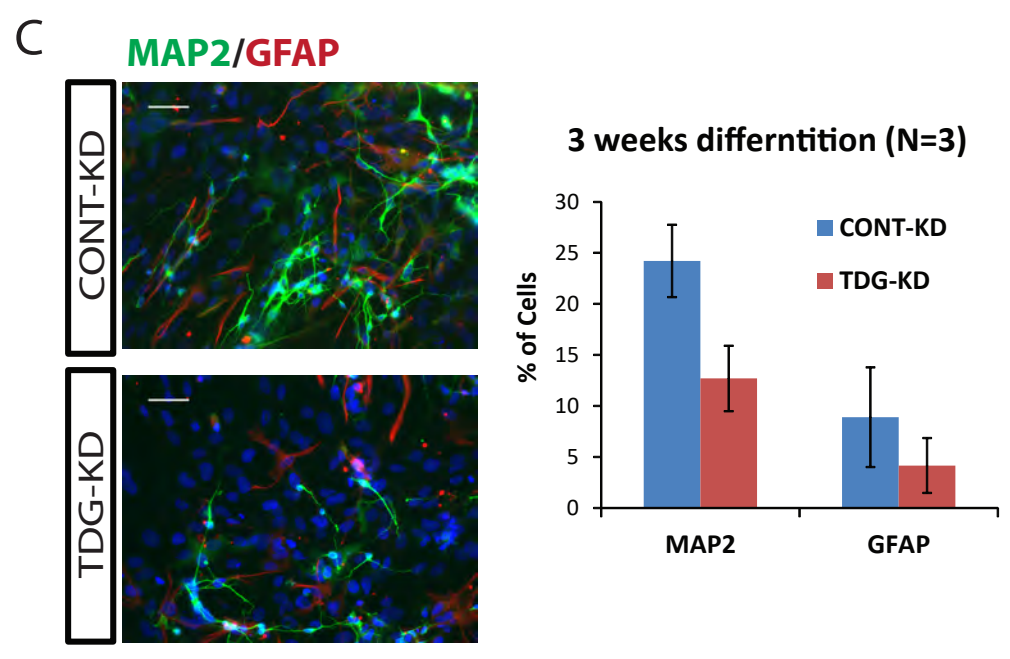 C
MAP2/GFAP
CONT-KD
TDG-KD
3 weeks differntition (N=3)
% of Cells
30
25
20
15
10
5
0
CONT-KD
TDG-KD
MAP2
GFAP